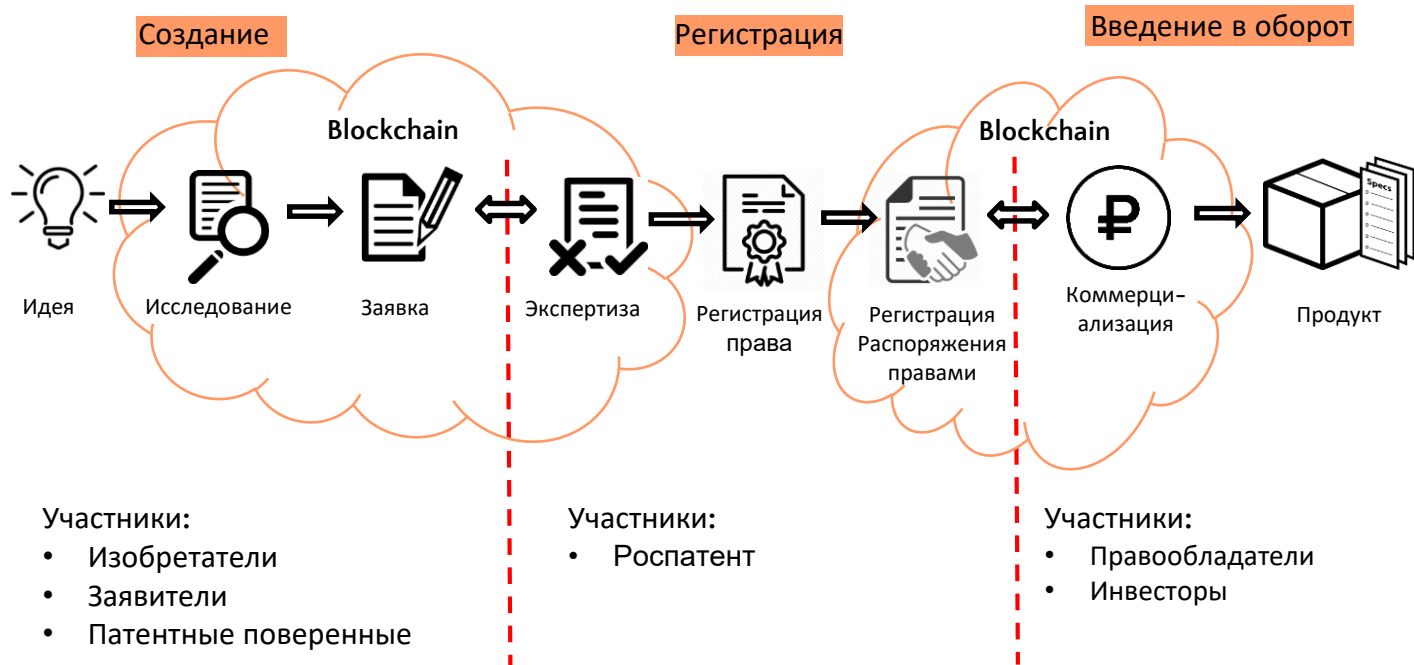 Создание
Регистрация
Введение в оборот
Blockchain
Blockchain
Specs
Идея
Исследование
Заявка
Экспертиза
Регистрация
права
Регистрация
Распоряжения
правами
Коммерци-
ализация
Продукт
Участники:
• Изобретатели
• Заявители
• Патентные поверенные
Участники:
• Роспатент
Участники:
• Правообладатели
• Инвесторы